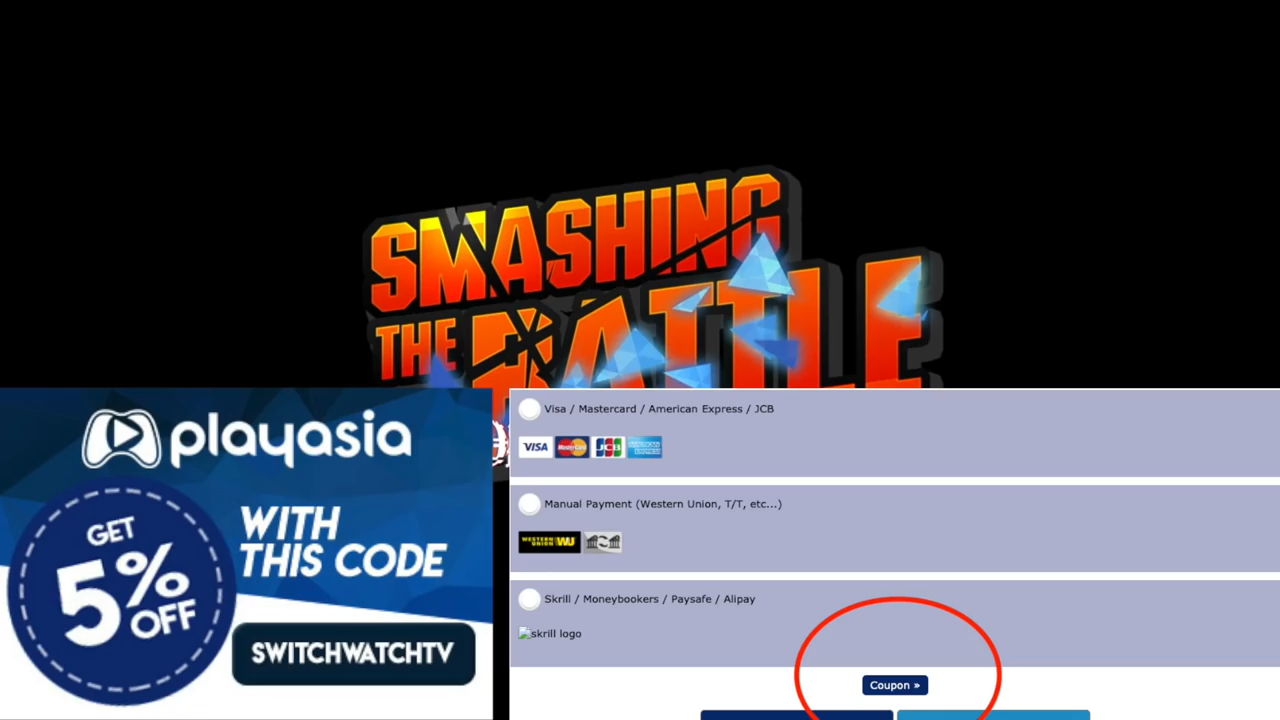 SMASHING
THE BATTLE
playasia
GET
5%
OFF
WITH
THIS CODE
SWITCHWATCHTV
Visa / Mastercard / American Express / JCB
VISA MasterCard JCB AMERICAN EXPRESS
Manual Payment (Western Union, T/T, etc...)
WESTERN UNION WU
Skrill / Moneybookers / Paysafe / Alipay
skrill logo
Coupon »